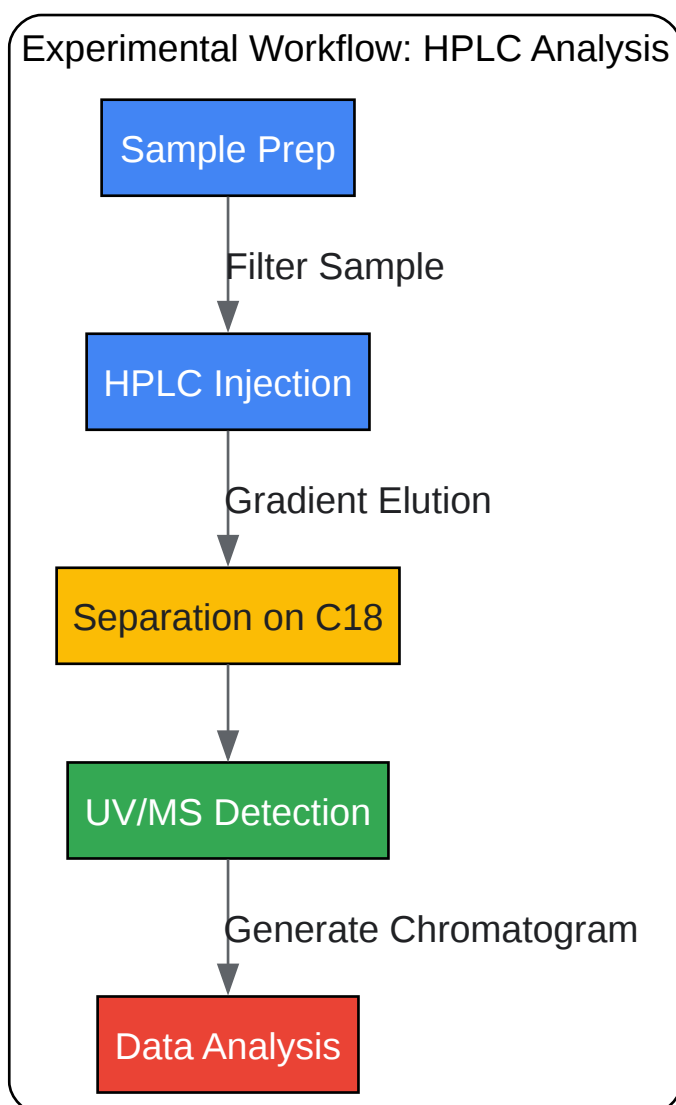 Experimental Workflow: HPLC Analysis
Sample Prep
Filter Sample
HPLC Injection
Gradient Elution
Separation on C18
UV/MS Detection
Generate Chromatogram
Data Analysis